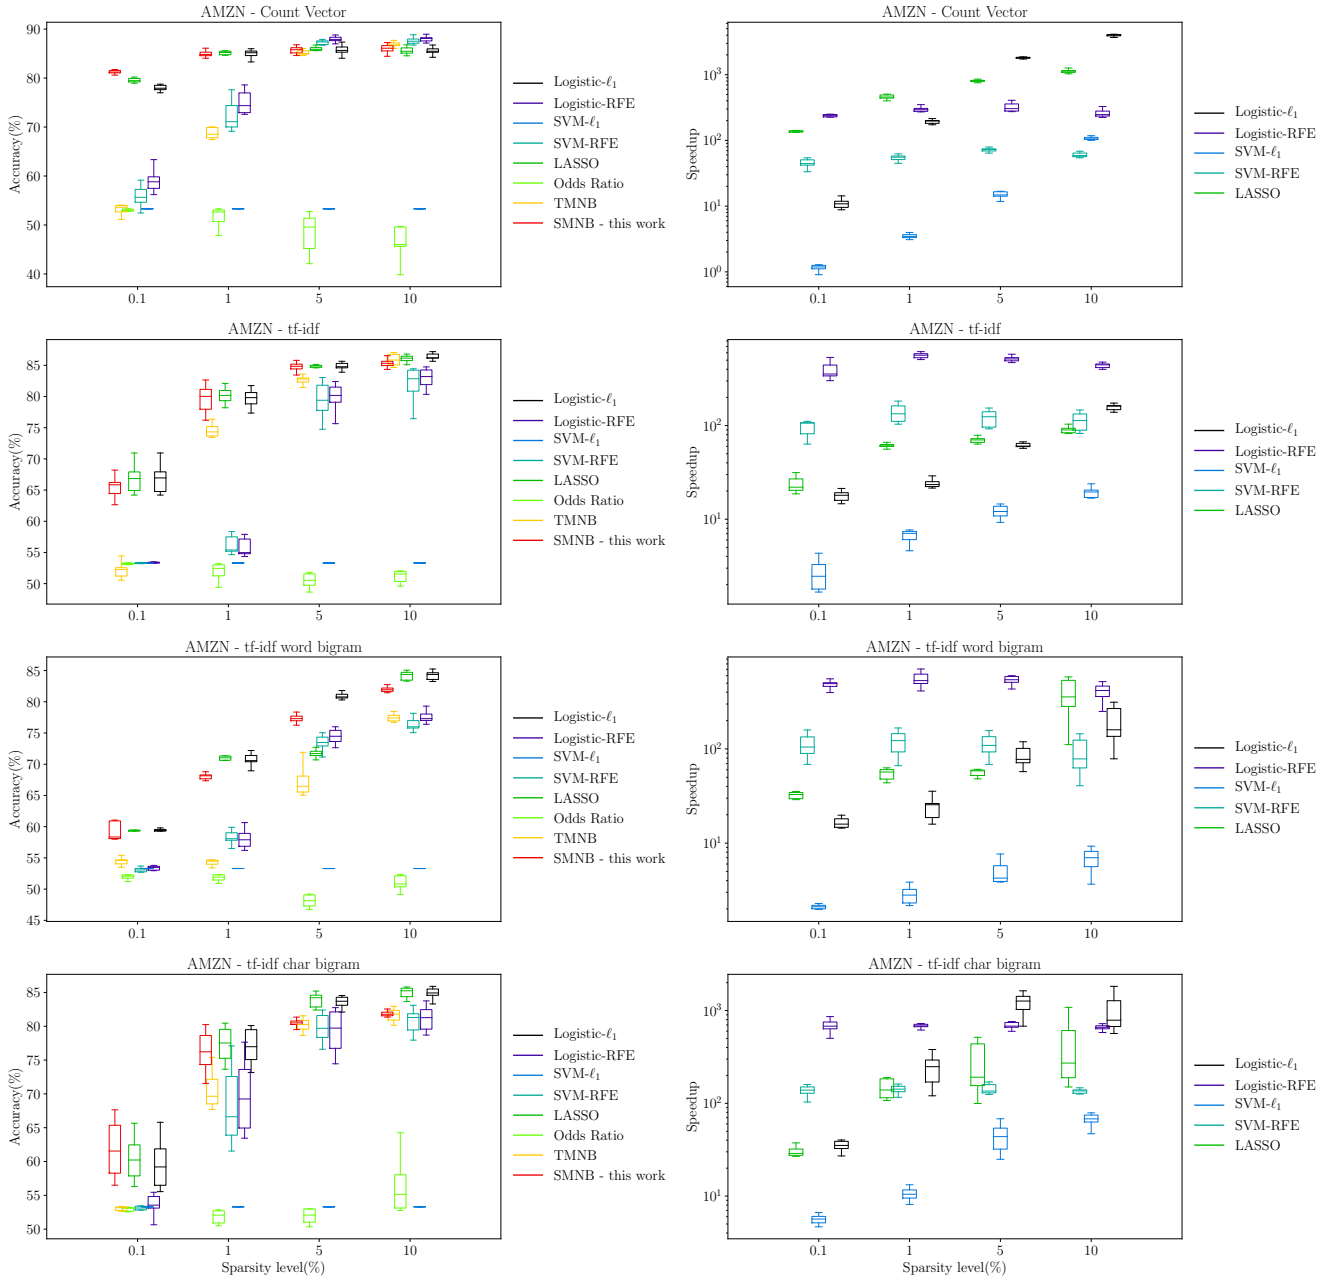 AMZN - Count Vector
Accuracy(%)
90
80
70
60
50
40
0.1 1 5 10
Logistic-ℓ₁
Logistic-RFE
SVM-ℓ₁
SVM-RFE
LASSO
Odds Ratio
TMNB
SMNB - this work
AMZN - Count Vector
Speedup
10³
10²
10¹
10⁰
0.1 1 5 10
Logistic-ℓ₁
Logistic-RFE
SVM-ℓ₁
SVM-RFE
LASSO
AMZN - tf-idf
Accuracy(%)
85
80
75
70
65
60
55
50
0.1 1 5 10
Logistic-ℓ₁
Logistic-RFE
SVM-ℓ₁
SVM-RFE
LASSO
Odds Ratio
TMNB
SMNB - this work
AMZN - tf-idf
Speedup
10²
10¹
0.1 1 5 10
Logistic-ℓ₁
Logistic-RFE
SVM-ℓ₁
SVM-RFE
LASSO
AMZN - tf-idf word bigram
Accuracy(%)
85
80
75
70
65
60
55
50
45
0.1 1 5 10
Logistic-ℓ₁
Logistic-RFE
SVM-ℓ₁
SVM-RFE
LASSO
Odds Ratio
TMNB
SMNB - this work
AMZN - tf-idf word bigram
Speedup
10²
10¹
0.1 1 5 10
Logistic-ℓ₁
Logistic-RFE
SVM-ℓ₁
SVM-RFE
LASSO
AMZN - tf-idf char bigram
Accuracy(%)
85
80
75
70
65
60
55
50
0.1 1 5 10
Sparsity level(%)
Logistic-ℓ₁
Logistic-RFE
SVM-ℓ₁
SVM-RFE
LASSO
Odds Ratio
TMNB
SMNB - this work
AMZN - tf-idf char bigram
Speedup
10³
10²
10¹
0.1 1 5 10
Sparsity level(%)
Logistic-ℓ₁
Logistic-RFE
SVM-ℓ₁
SVM-RFE
LASSO